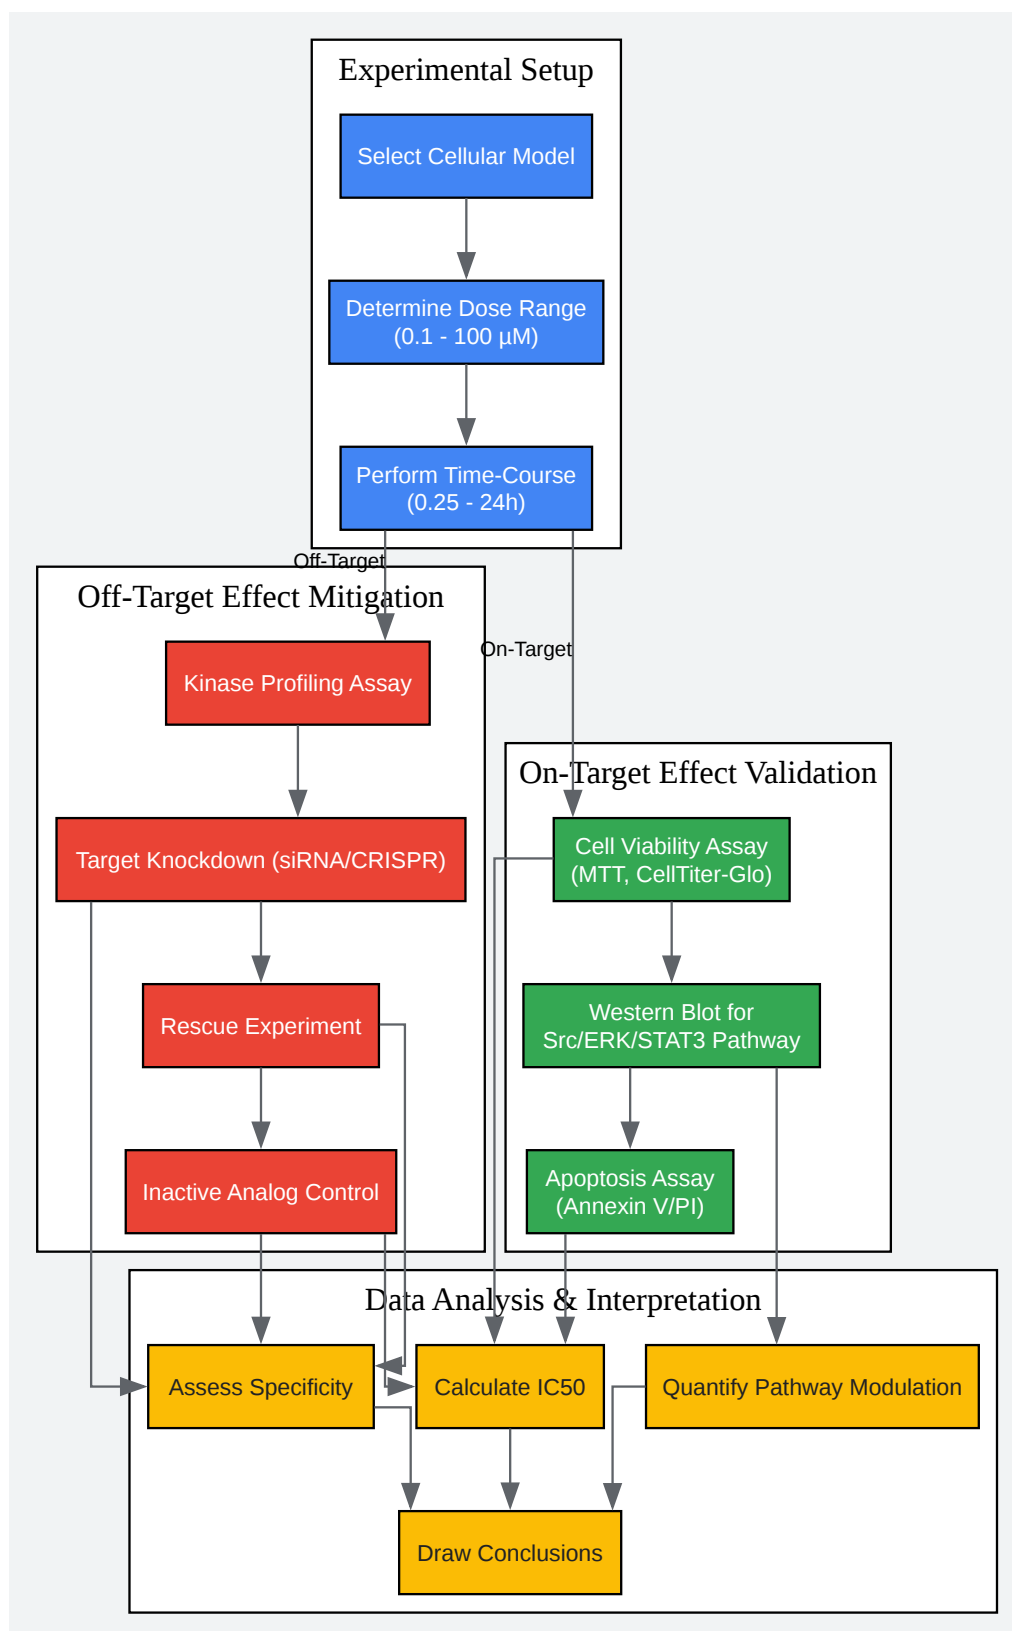 Experimental Setup
Select Cellular Model
Determine Dose Range
(0.1 - 100 µM)
Perform Time-Course
(0.25 - 24h)
Off-Target
Off-Target Effect Mitigation
Kinase Profiling Assay
Target Knockdown (siRNA/CRISPR)
Rescue Experiment
Inactive Analog Control
On-Target
On-Target Effect Validation
Cell Viability Assay
(MTT, CellTiter-Glo)
Western Blot for
Src/ERK/STAT3 Pathway
Apoptosis Assay
(Annexin V/PI)
Data Analysis & Interpretation
Assess Specificity
Calculate IC50
Quantify Pathway Modulation
Draw Conclusions